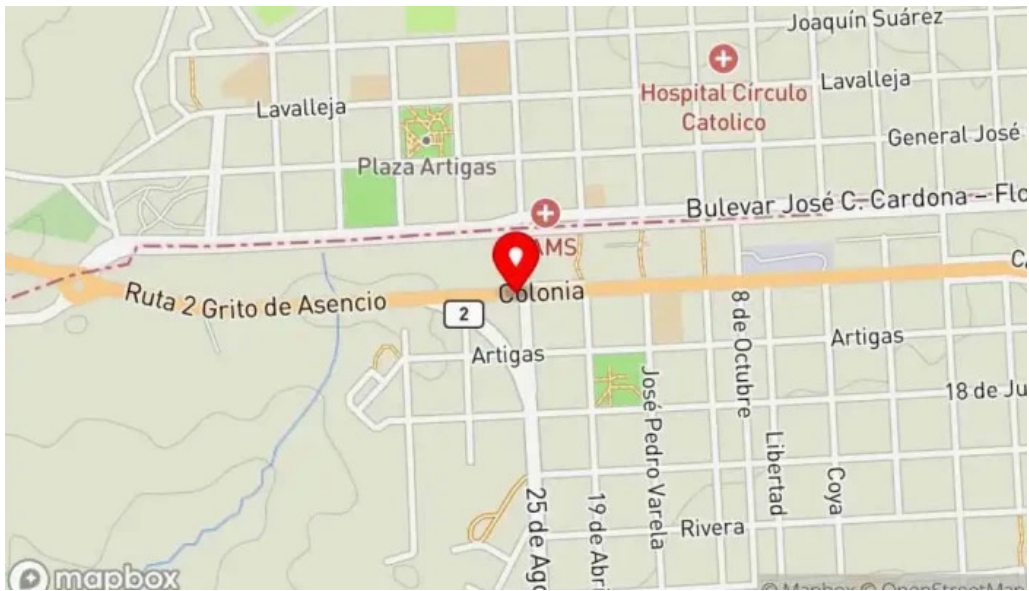 Joaquín Suárez
Lavalleja
Hospital Círculo
Catolico
Lavalleja
General José
Plaza Artigas
Bulevar José C. Cardona – Flo
AMS
Ruta 2 Grito de Asencio
Colonia
2
8 de Octubre
Artigas
Artigas
José Pedro Varela
18 de Ju
Libertad
Coya
25 de Ago
19 de Abri
Rivera
mapbox
© Mapbox © OpenStreetMap